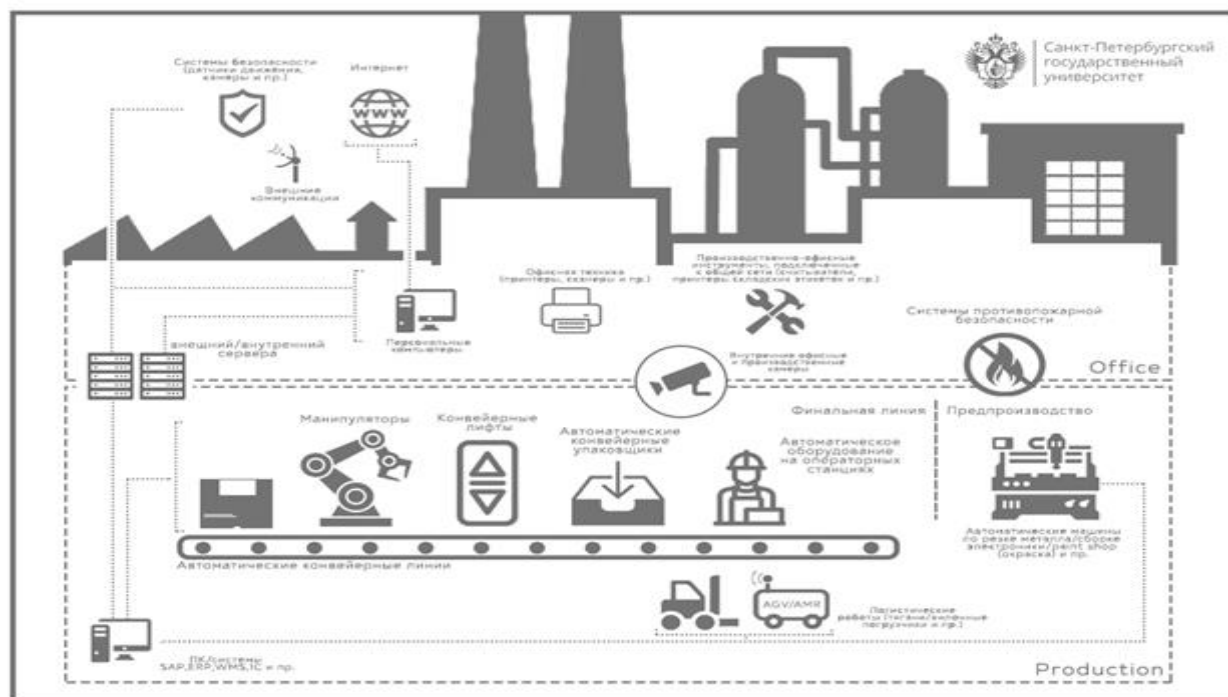 Санкт-Петербургский
государственный
университет
Системы безопасности
(датчики движения,
камеры и пр.)
Интернет
www
Внешние
коммуникации
Офисная техника
(принтеры, сканеры и пр.)
Производственно-офисные
инструменты, подключенные
к общей сети (считыватели,
принтеры складских этикеток и пр.)
Системы противопожарной
безопасности
внешний/внутренний
сервера
Персональные
компьютеры
Внутренние офисные
и производственные
камеры
Office
Манипуляторы
Конвейерные
лифты
Автоматические
конвейерные
упаковщики
Финальная линия
Автоматическое
оборудование
на операторных
станциях
Предпроизводство
Автоматические машины
по резке металла/сборке
электроники/paint shop
(окраска) и пр.
Автоматические конвейерные линии
AGV/AMR
Логистические
роботы (тягачи/вилочные
погрузчики и пр.)
ПК/системы
SAP,ERP,WMS,1C и пр.
Production